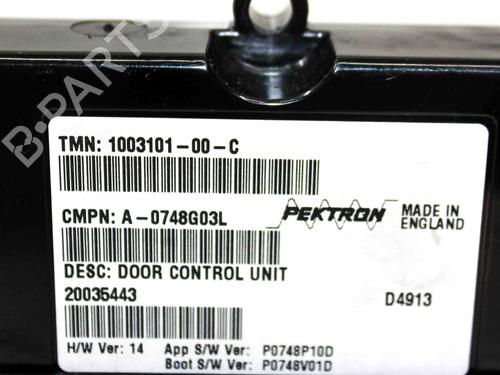 B-PARTS
TMN: 1003101-00-C
CMPN: A-0748G03L
PEKTRON
MADE IN
ENGLAND
DESC: DOOR CONTROL UNIT
20035443
D4913
H/W Ver: 14 App S/W Ver: P0748P10D
Boot S/W Ver: P0748V01D